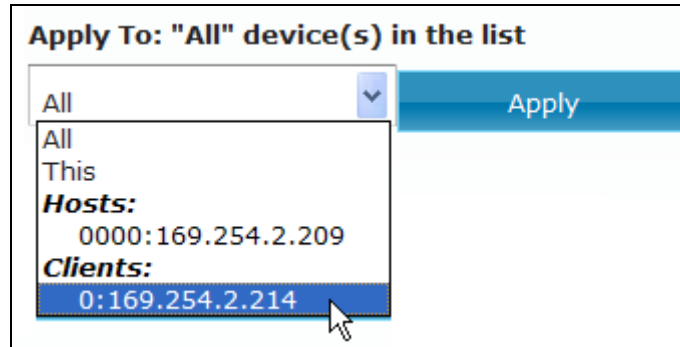 Apply To: "All" device(s) in the list
All
Apply
All
This
Hosts:
0000:169.254.2.209
Clients:
0:169.254.2.214